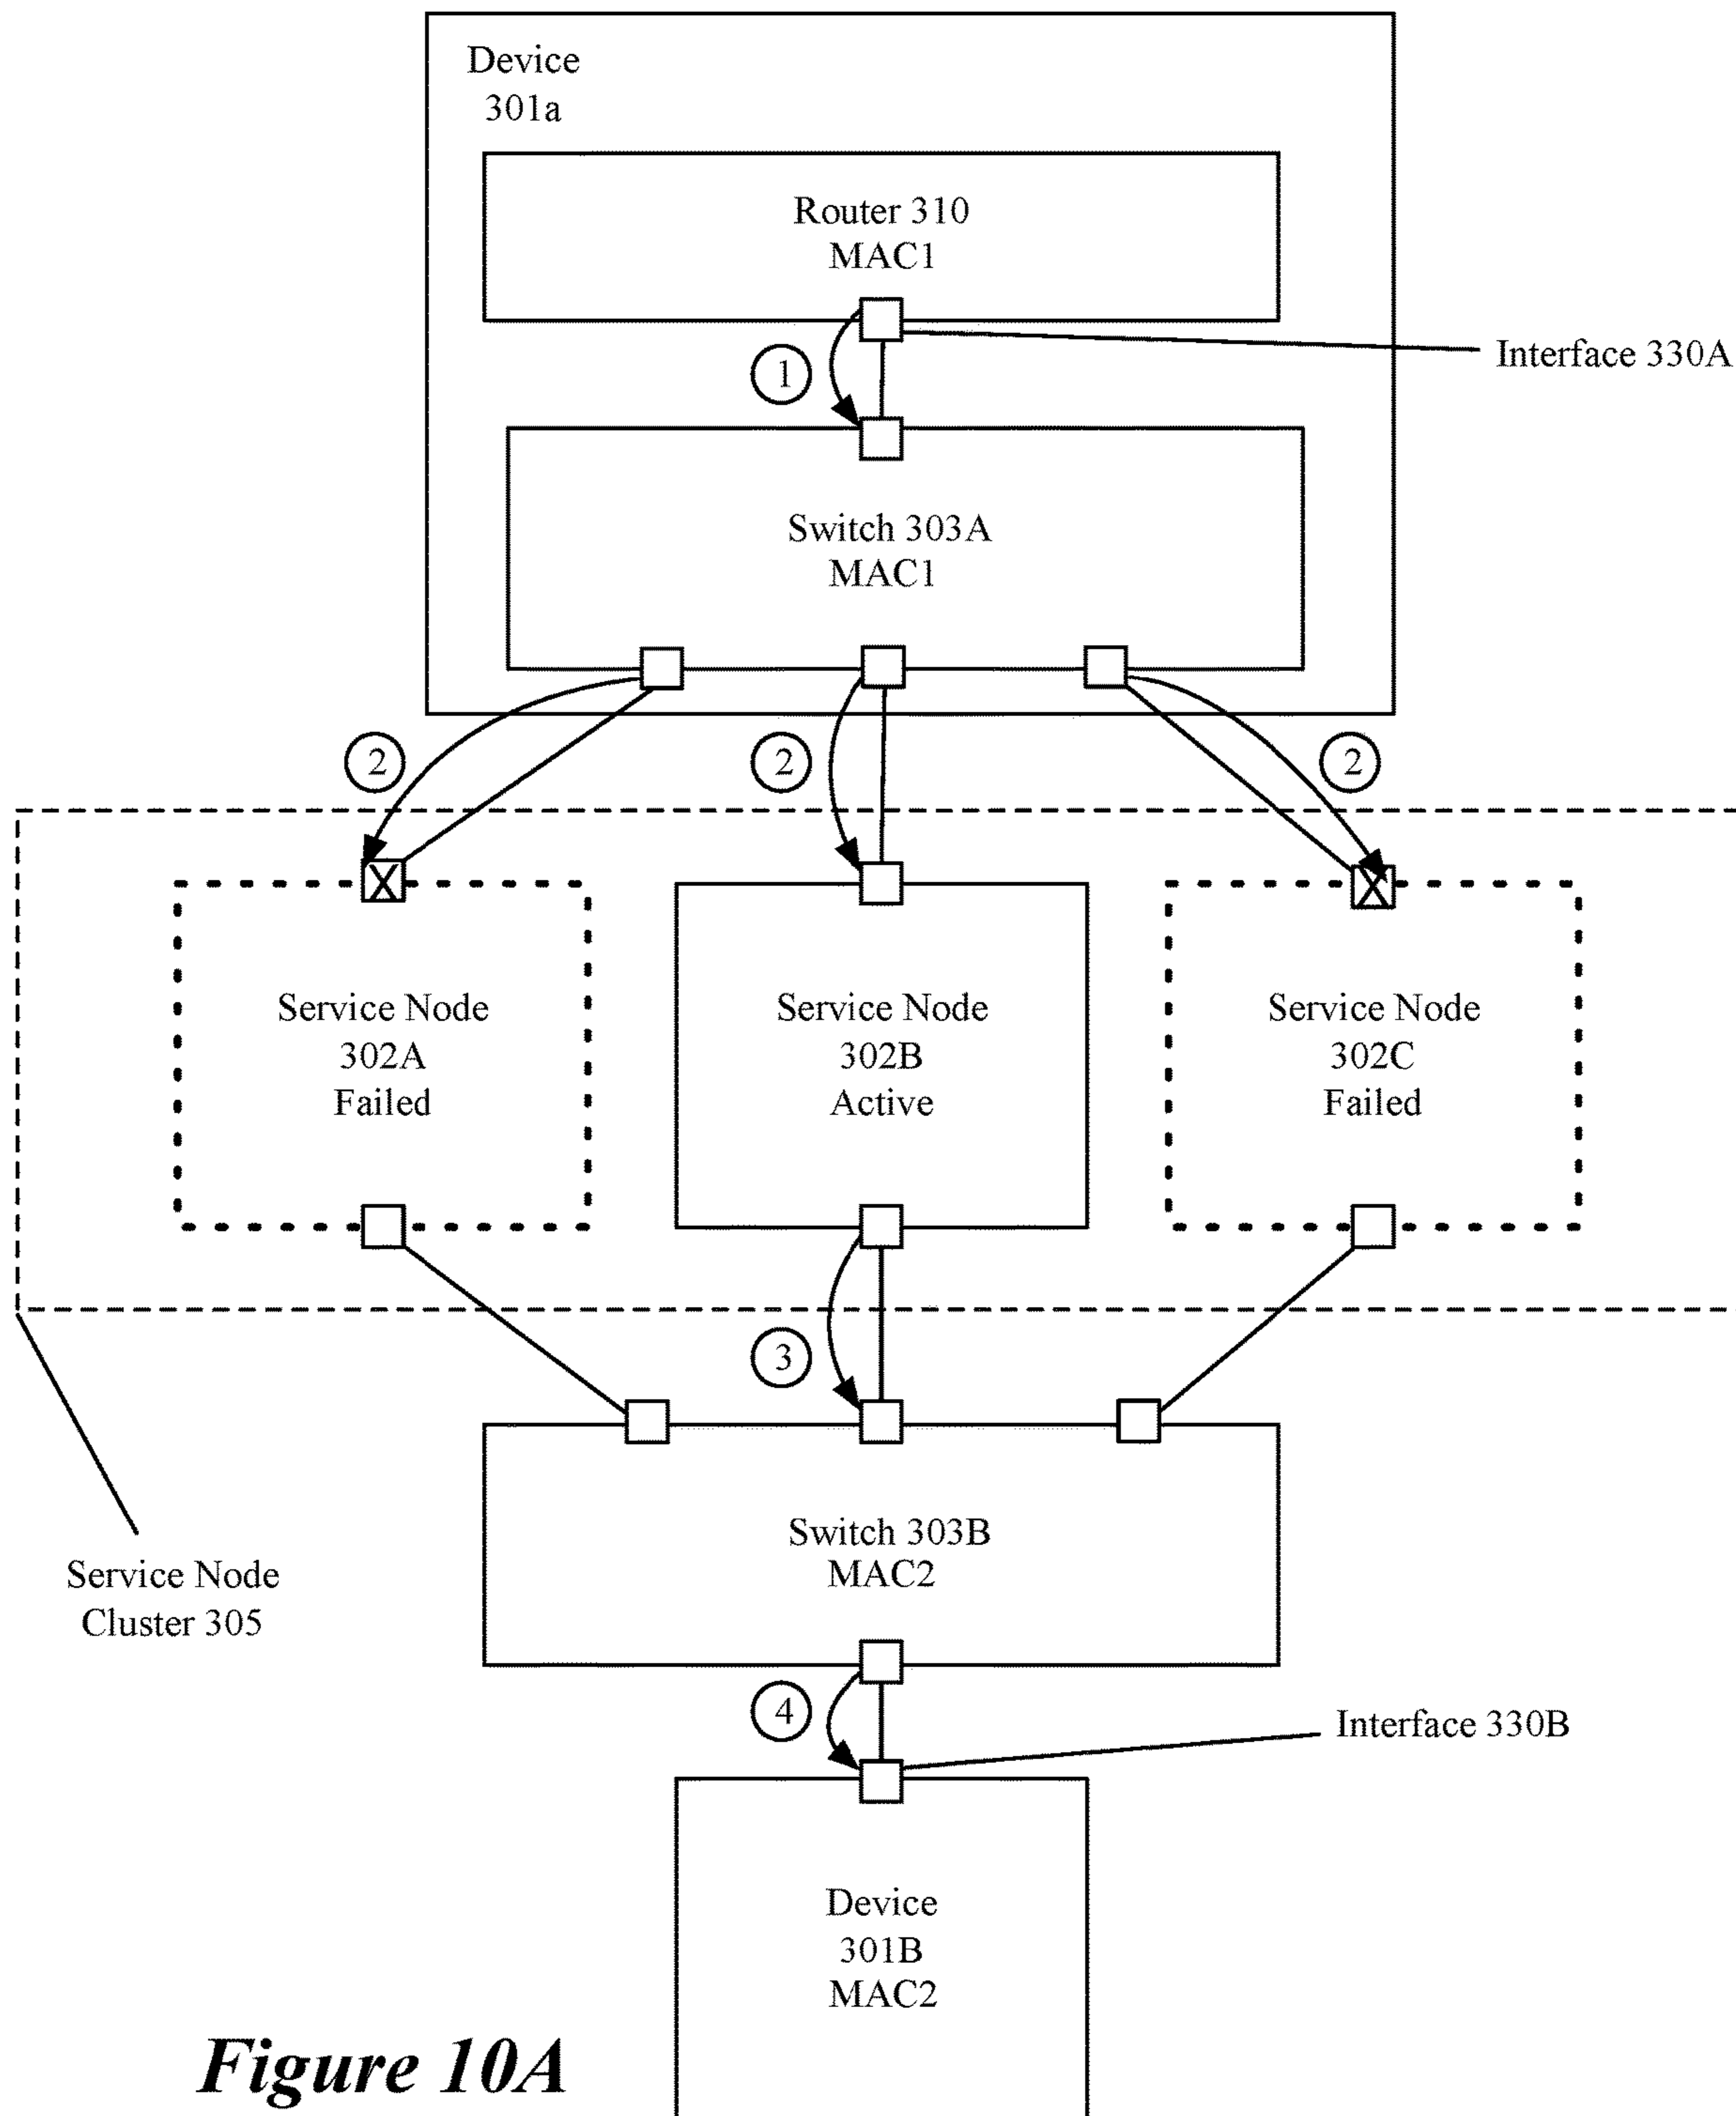 Device
301a
Router 310
MAC1
Interface 330A
1
Switch 303A
MAC1
2
2
2
X
X
Service Node
302A
Failed
Service Node
302B
Active
Service Node
302C
Failed
3
Switch 303B
MAC2
Service Node
Cluster 305
4
Interface 330B
Device
301B
MAC2
Figure 10A